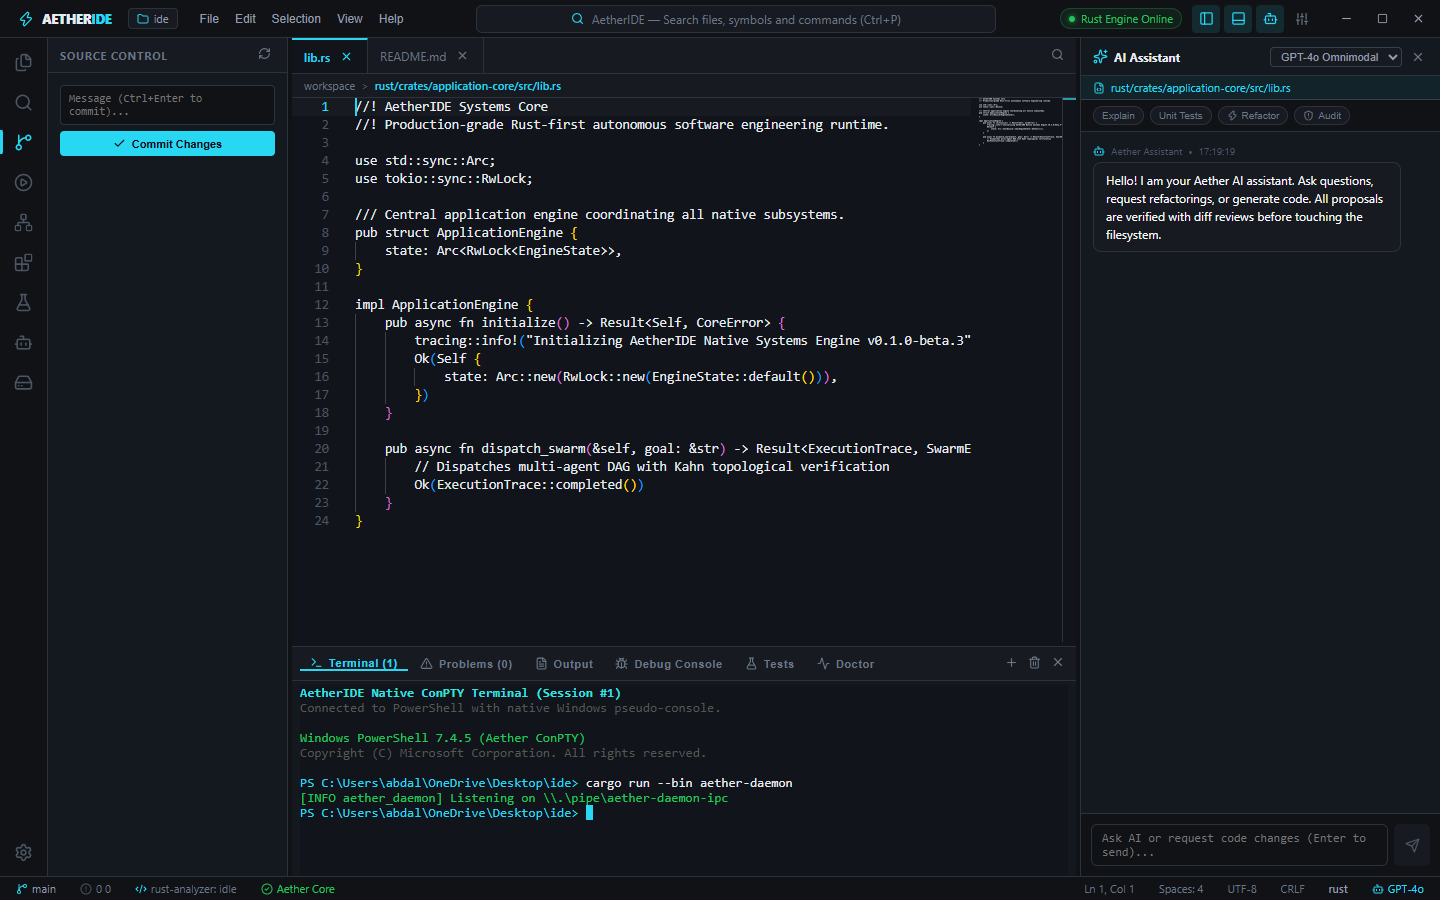 AETHERIDE
ide
File Edit Selection View Help
AetherIDE — Search files, symbols and commands (Ctrl+P)
Rust Engine Online
SOURCE CONTROL
Message (Ctrl+Enter to
commit)...
Commit Changes
lib.rs
README.md
workspace > rust/crates/application-core/src/lib.rs
1 //! AetherIDE Systems Core
2 //! Production-grade Rust-first autonomous software engineering runtime.
3
4 use std::sync::Arc;
5 use tokio::sync::RwLock;
6
7 /// Central application engine coordinating all native subsystems.
8 pub struct ApplicationEngine {
9 state: Arc<RwLock<EngineState>>,
10 }
11
12 impl ApplicationEngine {
13 pub async fn initialize() -> Result<Self, CoreError> {
14 tracing::info!("Initializing AetherIDE Native Systems Engine v0.1.0-beta.3"
15 Ok(Self {
16 state: Arc::new(RwLock::new(EngineState::default())),
17 })
18 }
19
20 pub async fn dispatch_swarm(&self, goal: &str) -> Result<ExecutionTrace, SwarmE
21 // Dispatches multi-agent DAG with Kahn topological verification
22 Ok(ExecutionTrace::completed())
23 }
24 }
Terminal (1)
Problems (0)
Output
Debug Console
Tests
Doctor
AetherIDE Native ConPTY Terminal (Session #1)
Connected to PowerShell with native Windows pseudo-console.
Windows PowerShell 7.4.5 (Aether ConPTY)
Copyright (C) Microsoft Corporation. All rights reserved.
PS C:\Users\abdal\OneDrive\Desktop\ide> cargo run --bin aether-daemon
[INFO aether_daemon] Listening on \\.\pipe\aether-daemon-ipc
PS C:\Users\abdal\OneDrive\Desktop\ide>
AI Assistant
GPT-4o Omnimodal
rust/crates/application-core/src/lib.rs
Explain
Unit Tests
Refactor
Audit
Aether Assistant • 17:19:19
Hello! I am your Aether AI assistant. Ask questions,
request refactorings, or generate code. All proposals
are verified with diff reviews before touching the
filesystem.
Ask AI or request code changes (Enter to
send)...
main
0 0
rust-analyzer: idle
Aether Core
Ln 1, Col 1
Spaces: 4
UTF-8
CRLF
rust
GPT-4o